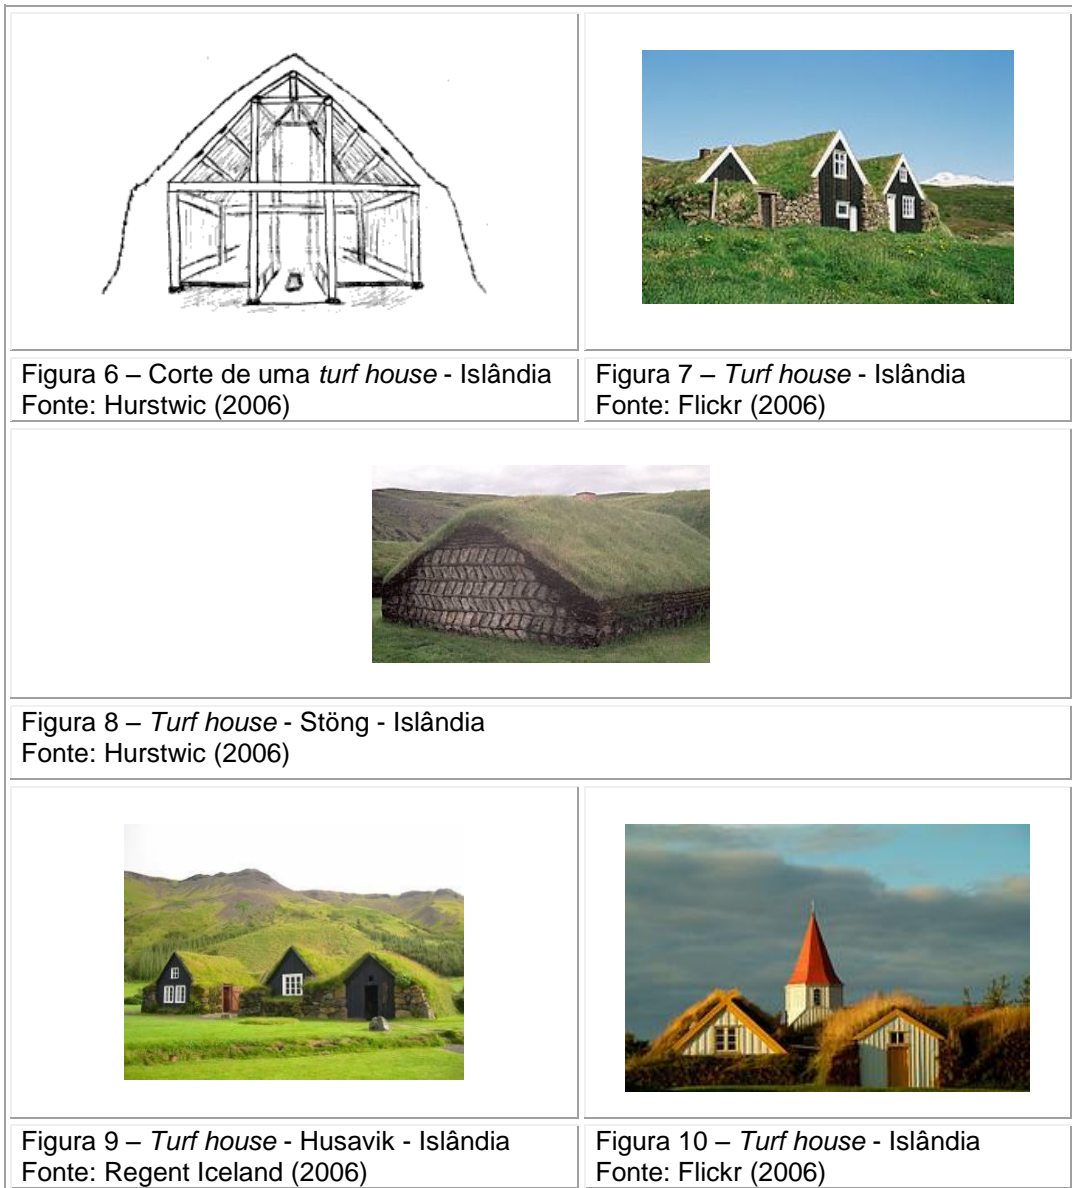 Figura 6 – Corte de uma turf house - Islândia
Fonte: Hurstwic (2006)
Figura 7 – Turf house - Islândia
Fonte: Flickr (2006)
Figura 8 – Turf house - Stöng - Islândia
Fonte: Hurstwic (2006)
Figura 9 – Turf house - Husavik - Islândia
Fonte: Regent Iceland (2006)
Figura 10 – Turf house - Islândia
Fonte: Flickr (2006)